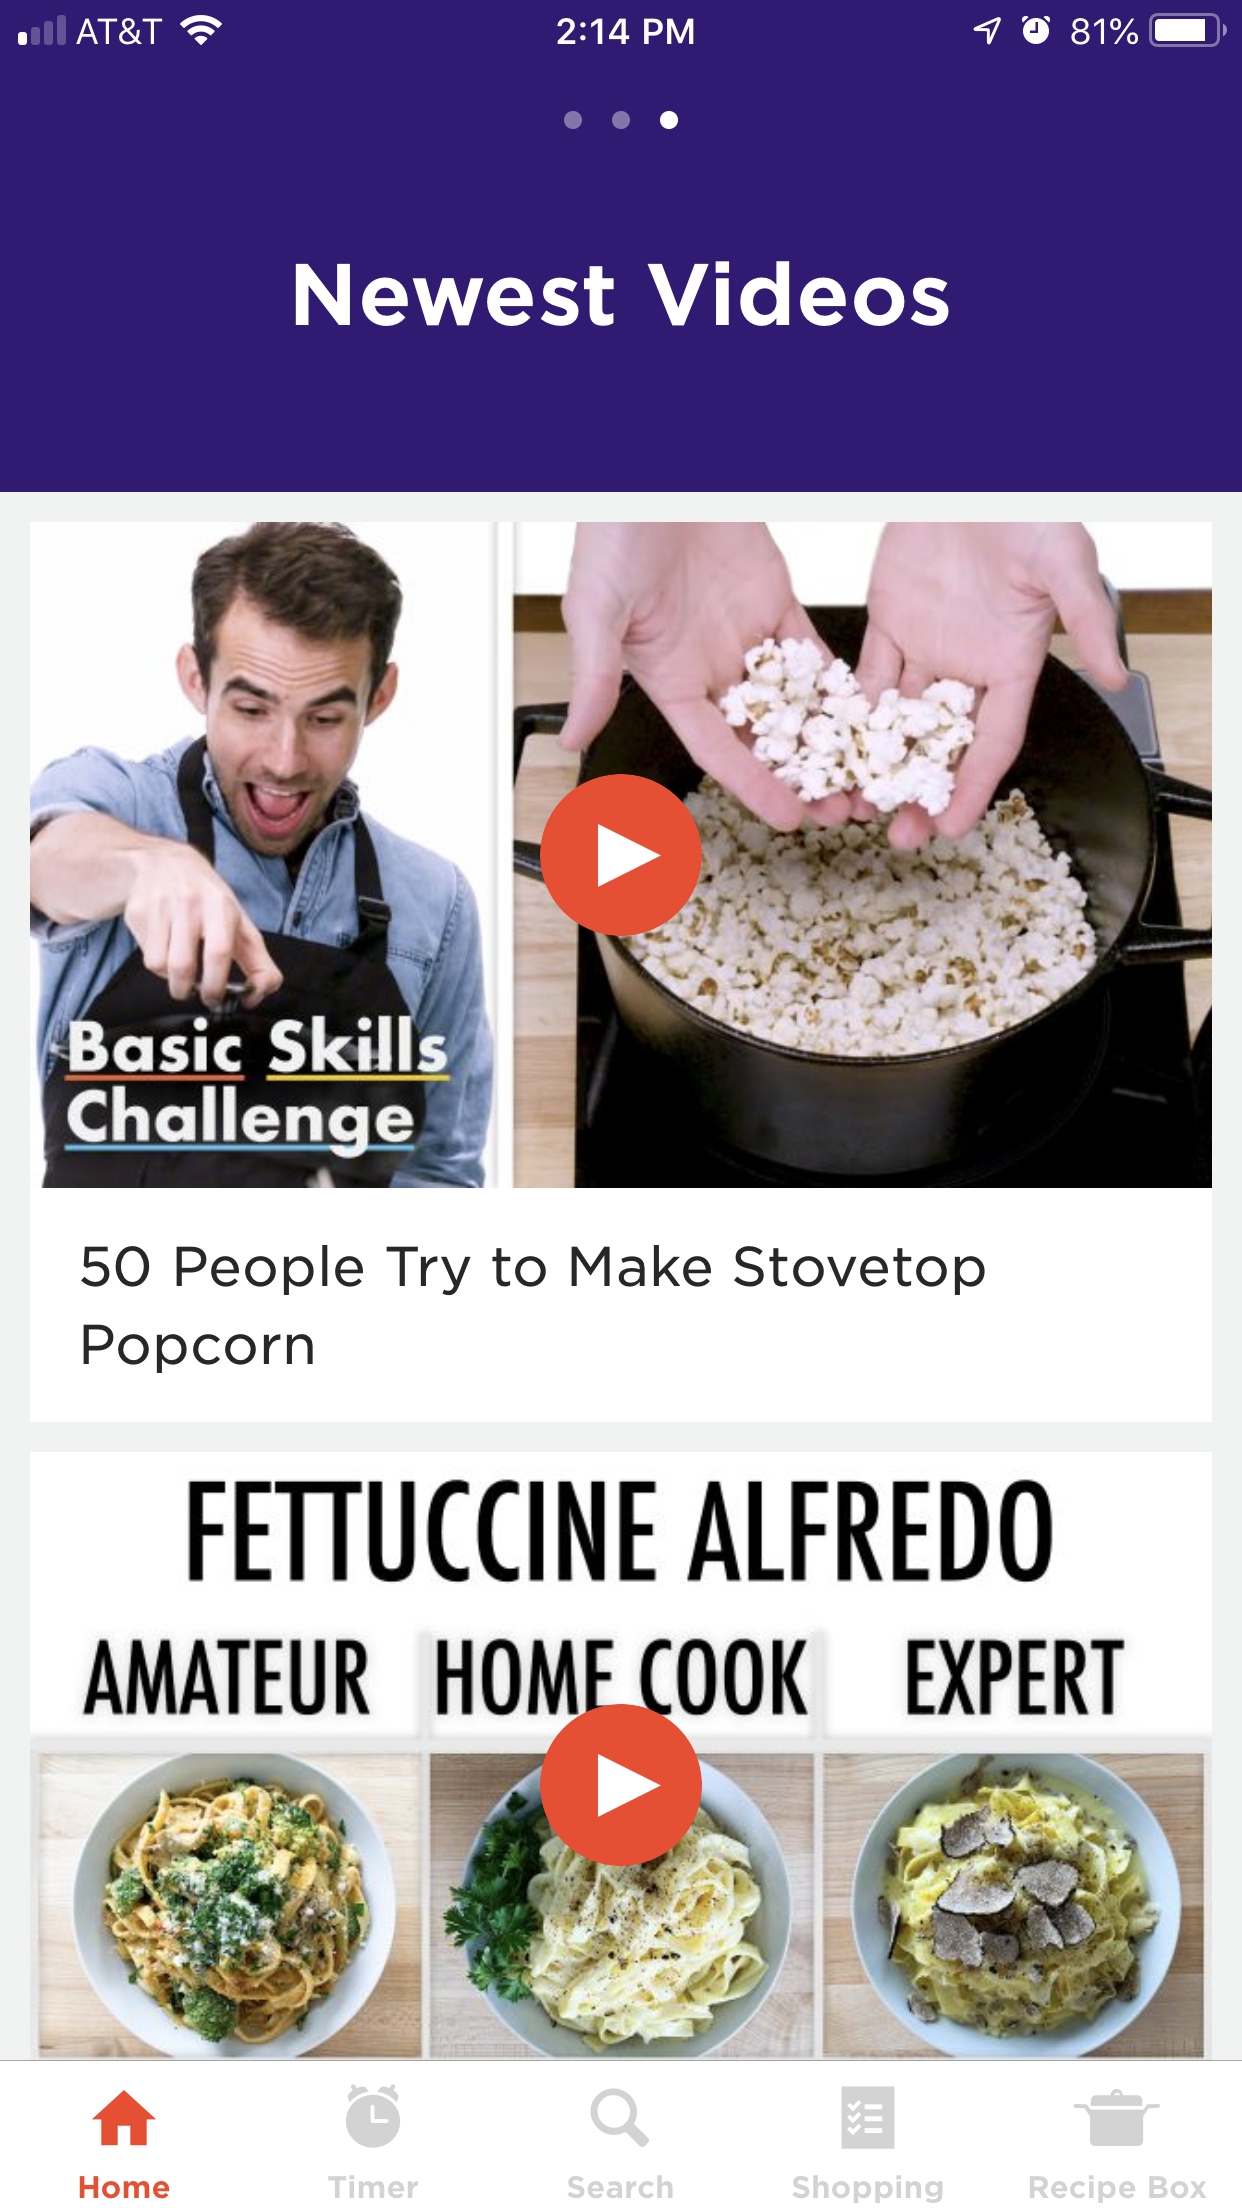 AT&T 2:14 PM 81%
Newest Videos
Basic Skills
Challenge
50 People Try to Make Stovetop
Popcorn
FETTUCCINE ALFREDO
AMATEUR HOME COOK EXPERT
Home Timer Search Shopping Recipe Box